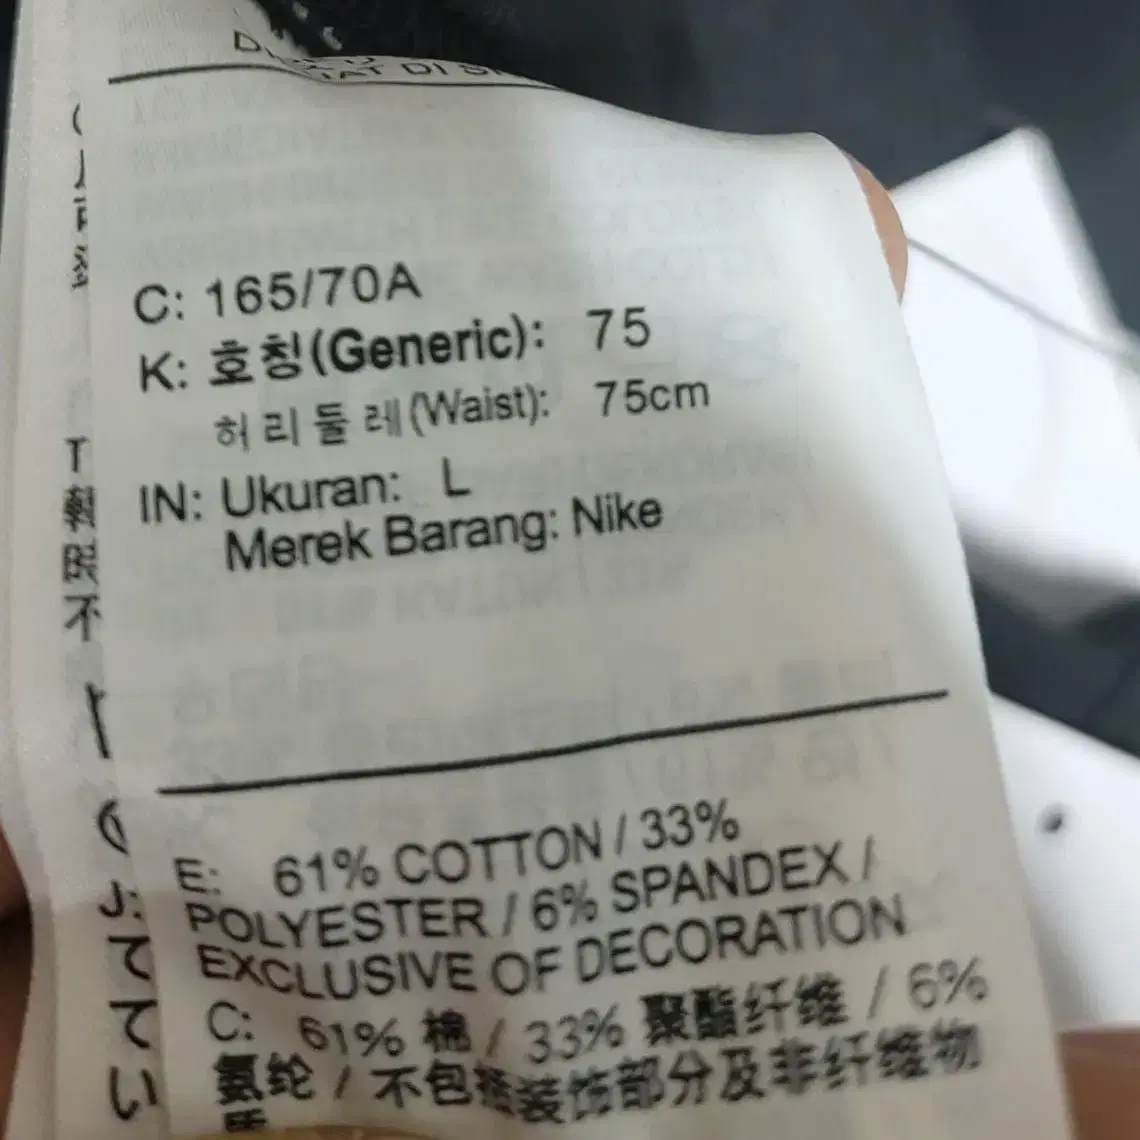 C: 165/70A
K: 호칭(Generic): 75
허리둘레(Waist): 75cm
IN: Ukuran: L
Merek Barang: Nike
E: 61% COTTON / 33%
POLYESTER / 6% SPANDEX /
EXCLUSIVE OF DECORATION
C: 61% 棉 / 33% 聚酯纤维 / 6%
氨纶 / 不包括装饰部分及非纤维物
质